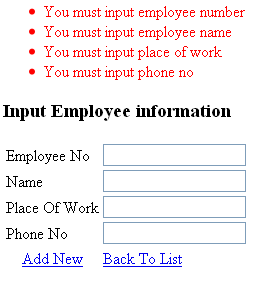 You must input employee number
You must input employee name
You must input place of work
You must input phone no
Input Employee information
Employee No
Name
Place Of Work
Phone No
Add New Back To List